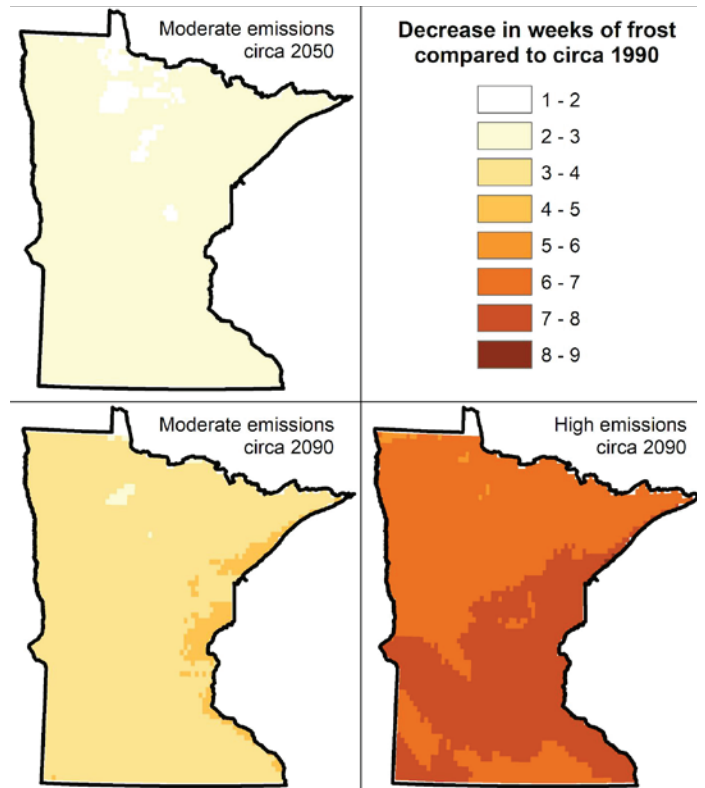 Moderate emissions
circa 2050
Decrease in weeks of frost
compared to circa 1990
1 - 2
2 - 3
3 - 4
4 - 5
5 - 6
6 - 7
7 - 8
8 - 9
Moderate emissions
circa 2090
High emissions
circa 2090